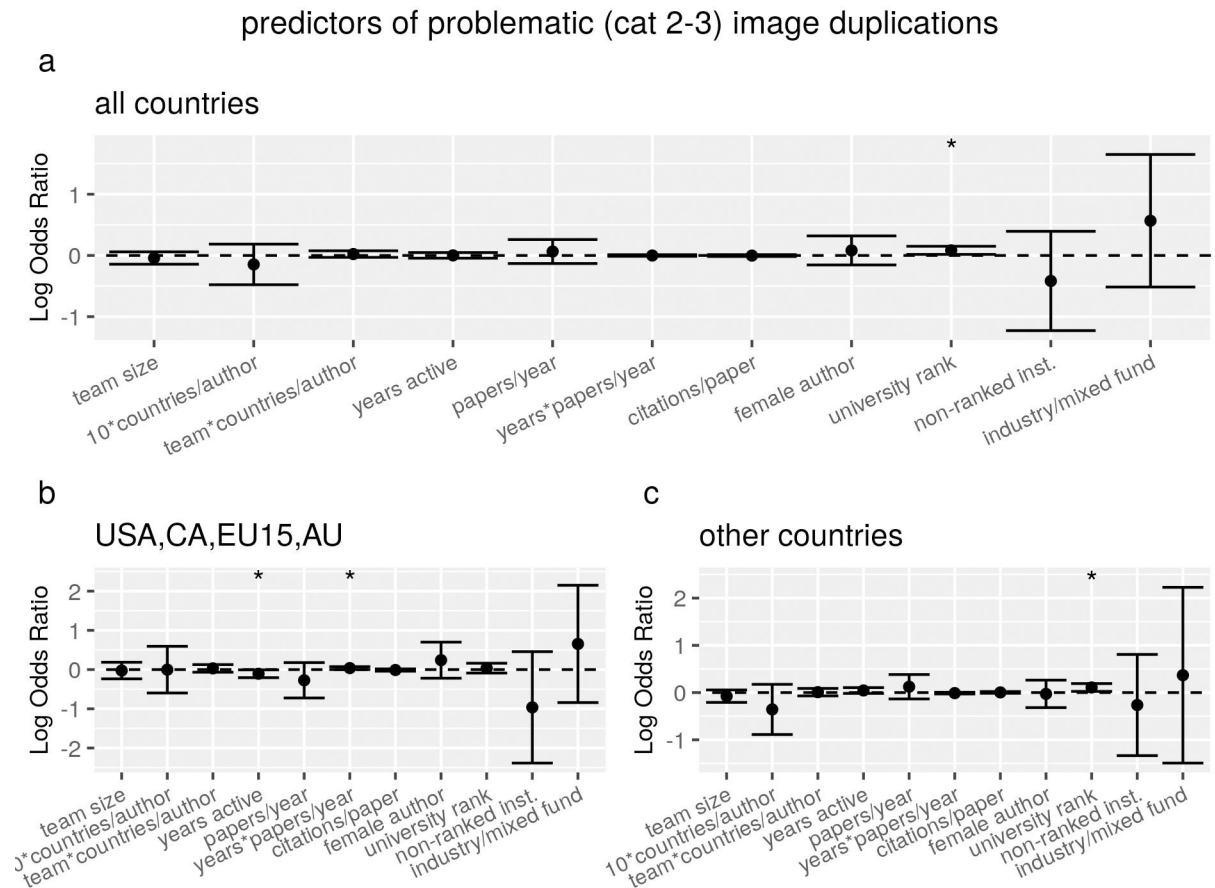 predictors of problematic (cat 2-3) image duplications
a
all countries
*
Log Odds Ratio
1
0
-1
team size
10*countries/author
team*countries/author
years active
papers/year
years*papers/year
citations/paper
female author
university rank
non-ranked inst.
industry/mixed fund
b
USA,CA,EU15,AU
* *
Log Odds Ratio
2
1
0
-1
-2
team size
0*countries/author
team*countries/author
years active
papers/year
years*papers/year
citations/paper
female author
university rank
non-ranked inst.
industry/mixed fund
c
other countries
*
Log Odds Ratio
2
1
0
-1
team size
10*countries/author
team*countries/author
years active
papers/year
years*papers/year
citations/paper
female author
university rank
non-ranked inst.
industry/mixed fund